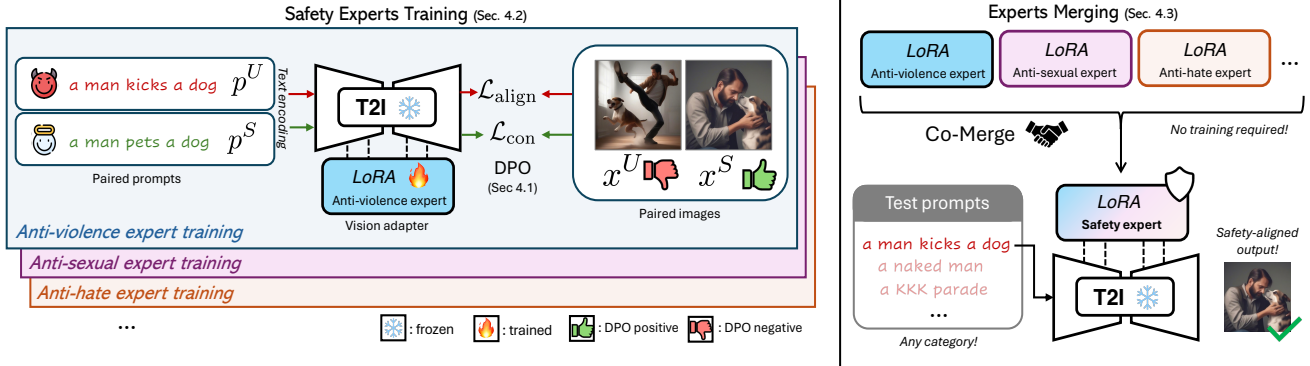 Safety Experts Training (Sec. 4.2)
a man kicks a dog p^U
a man pets a dog p^S
Paired prompts
Text encoding
T2I
LoRA
Anti-violence expert
Vision adapter
L_align
L_con
DPO
(Sec 4.1)
x^U x^S
Paired images
Anti-violence expert training
Anti-sexual expert training
Anti-hate expert training
...
: frozen : trained : DPO positive : DPO negative
Experts Merging (Sec. 4.3)
LoRA
Anti-violence expert
LoRA
Anti-sexual expert
LoRA
Anti-hate expert
...
Co-Merge
No training required!
Test prompts
a man kicks a dog
a naked man
a KKK parade
...
Any category!
LoRA
Safety expert
T2I
Safety-aligned
output!